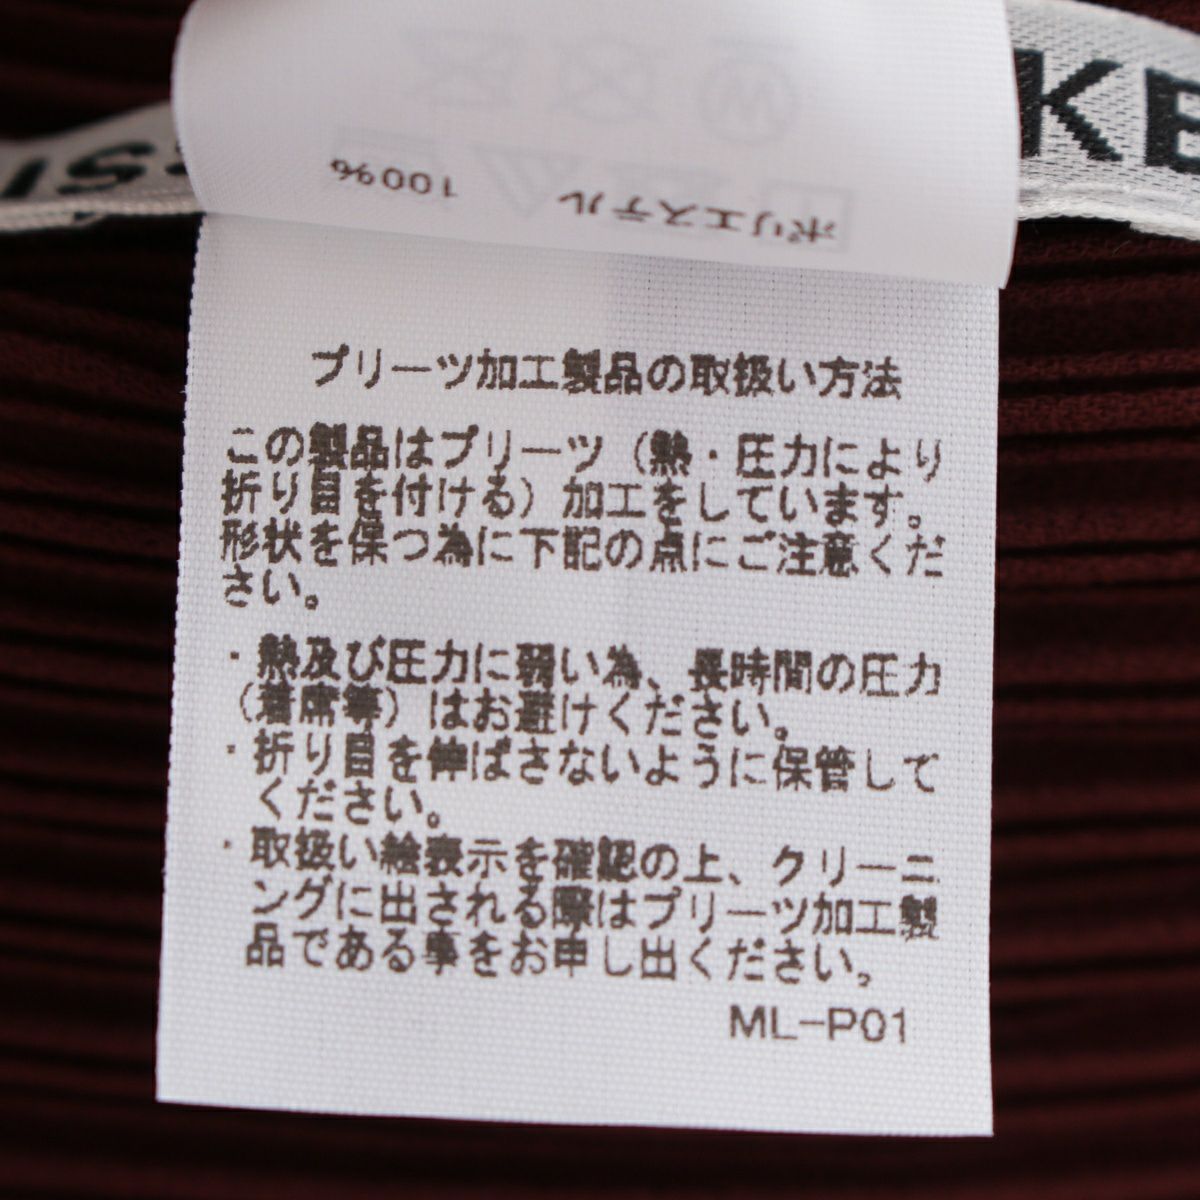 ISS
KE
ポリエステル 100%
プリーツ加工製品の取扱い方法
この製品はプリーツ（熱・圧力により
折り目を付ける）加工をしています。
形状を保つ為に下記の点にご注意くだ
さい。
・熱及び圧力に弱い為、長時間の圧力
（着席等）はお避けください。
・折り目を伸ばさないように保管して
ください。
・取扱い絵表示を確認の上、クリーニ
ングに出される際はプリーツ加工製
品である事をお申し出ください。
ML-P01